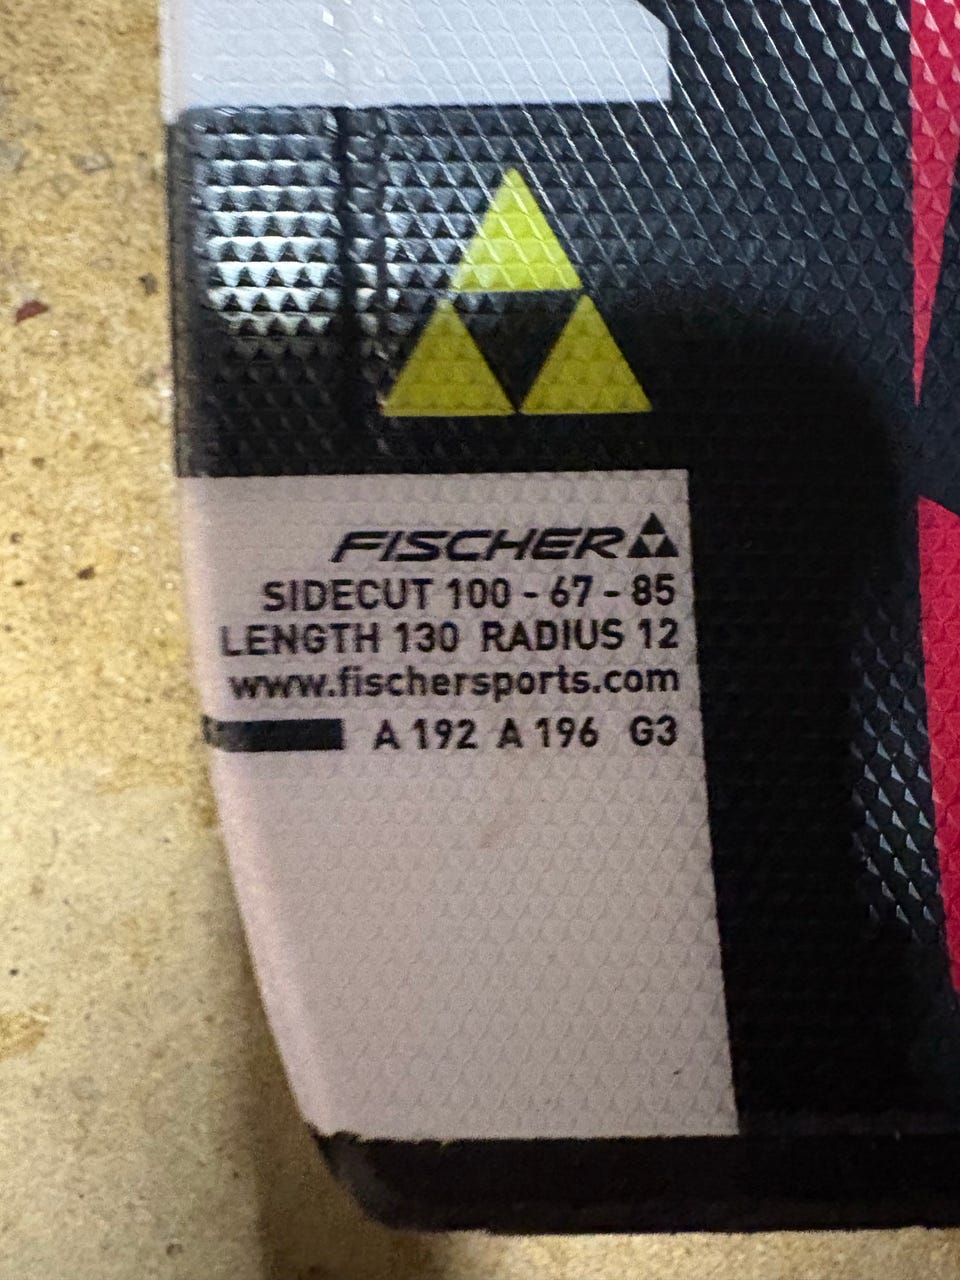 FISCHER
SIDECUT 100 - 67 - 85
LENGTH 130 RADIUS 12
www.fischersports.com
A 192 A 196 G3